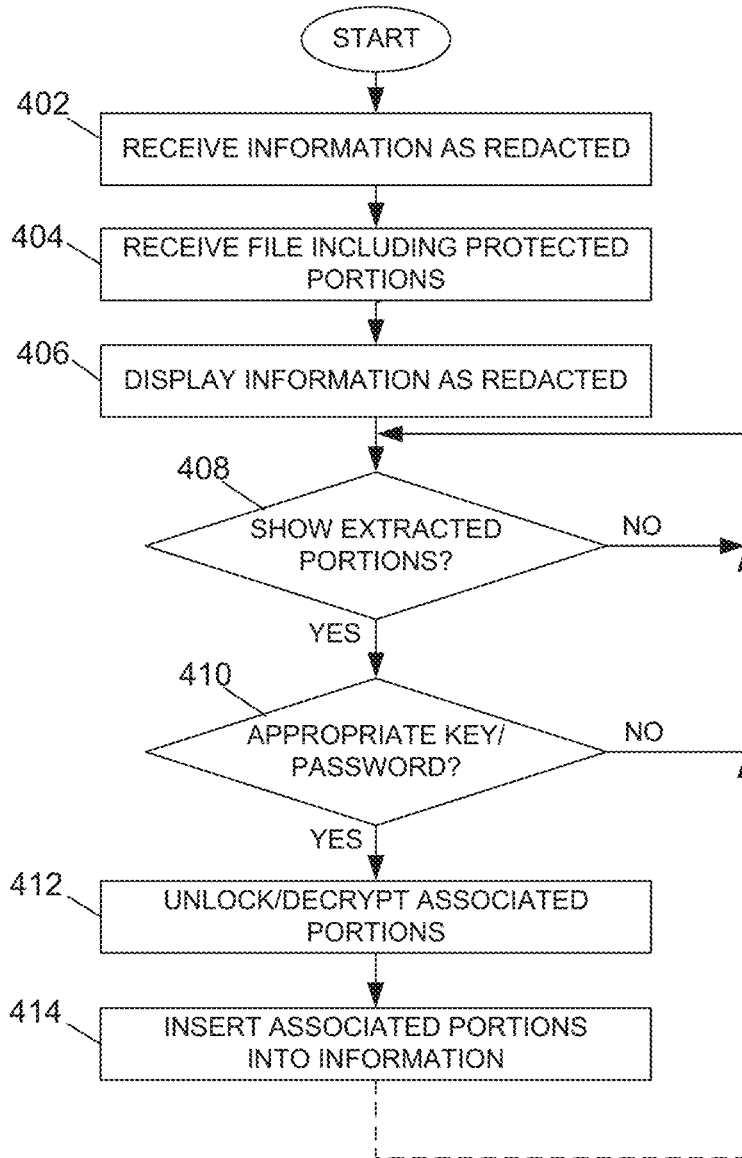 START
402
RECEIVE INFORMATION AS REDACTED
404
RECEIVE FILE INCLUDING PROTECTED
PORTIONS
406
DISPLAY INFORMATION AS REDACTED
408
SHOW EXTRACTED
PORTIONS?
NO
YES
410
APPROPRIATE KEY/
PASSWORD?
NO
YES
412
UNLOCK/DECRYPT ASSOCIATED
PORTIONS
414
INSERT ASSOCIATED PORTIONS
INTO INFORMATION